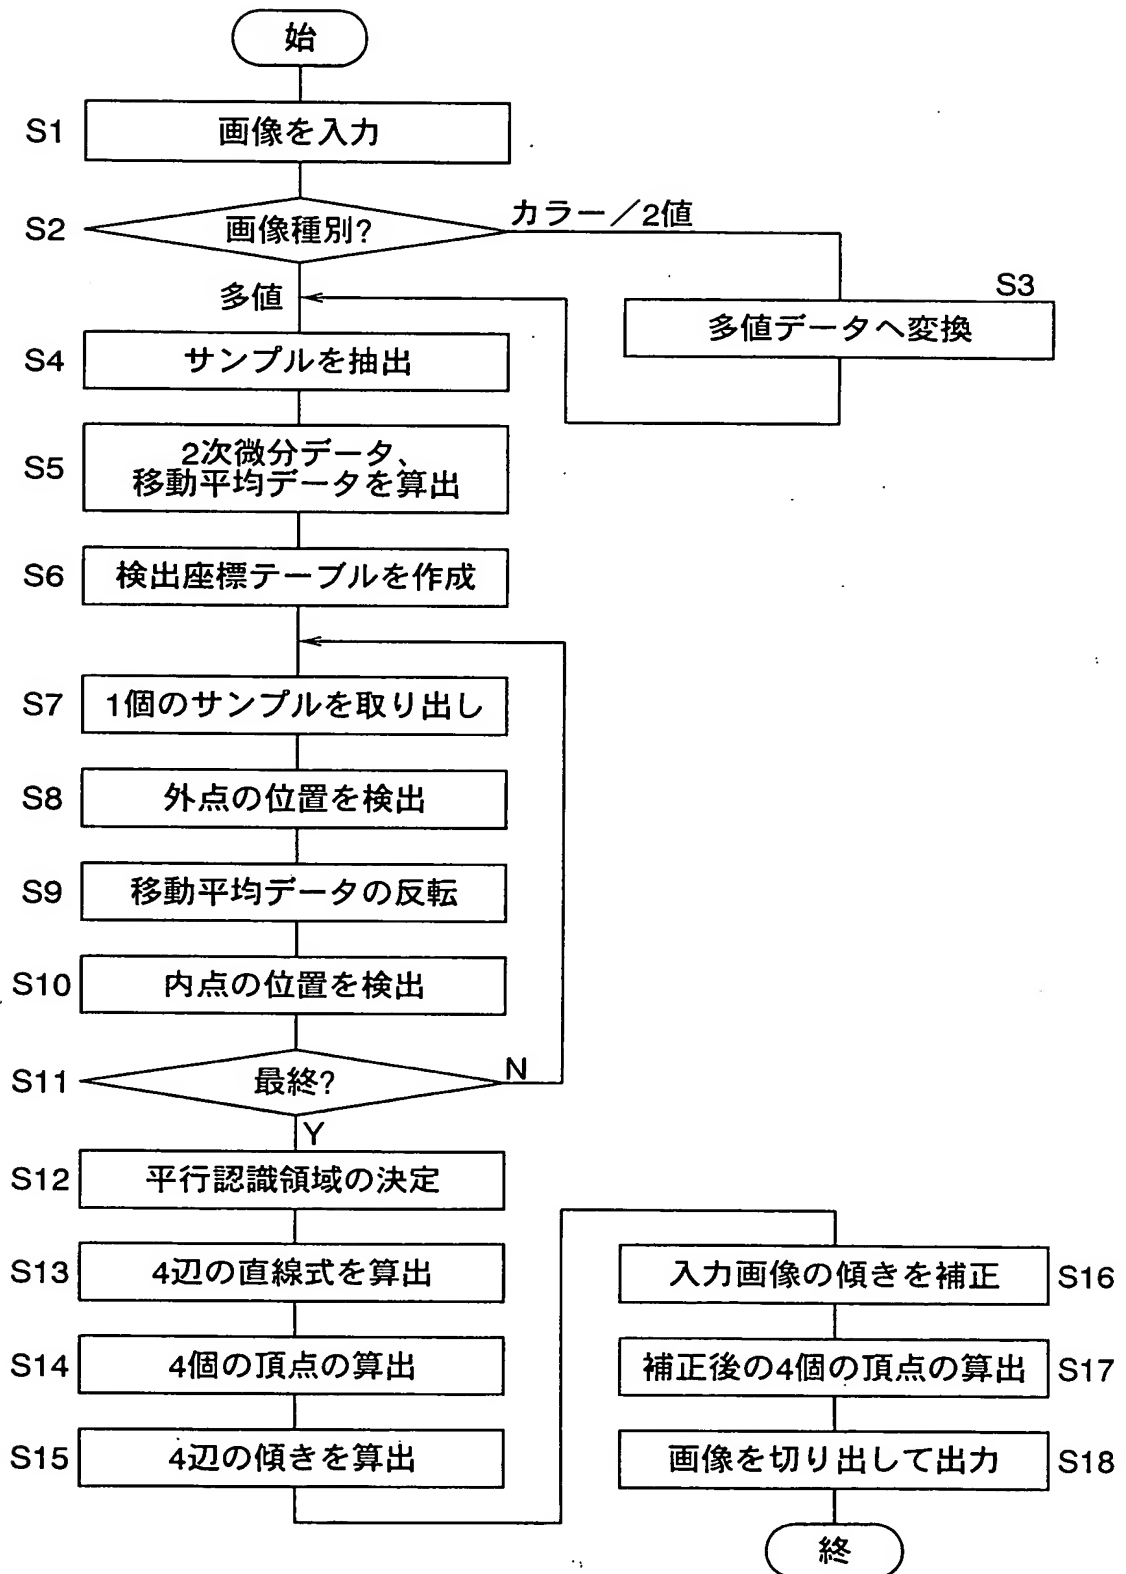 始
S1
画像を入力
S2
画像種別?
カラー/2値
多値
S3
多値データへ変換
S4
サンプルを抽出
S5
2次微分データ、
移動平均データを算出
S6
検出座標テーブルを作成
S7
1個のサンプルを取り出し
S8
外点の位置を検出
S9
移動平均データの反転
S10
内点の位置を検出
S11
最終?
N
Y
S12
平行認識領域の決定
S13
4辺の直線式を算出
S14
4個の頂点の算出
S15
4辺の傾きを算出
入力画像の傾きを補正
S16
補正後の4個の頂点の算出
S17
画像を切り出して出力
S18
終